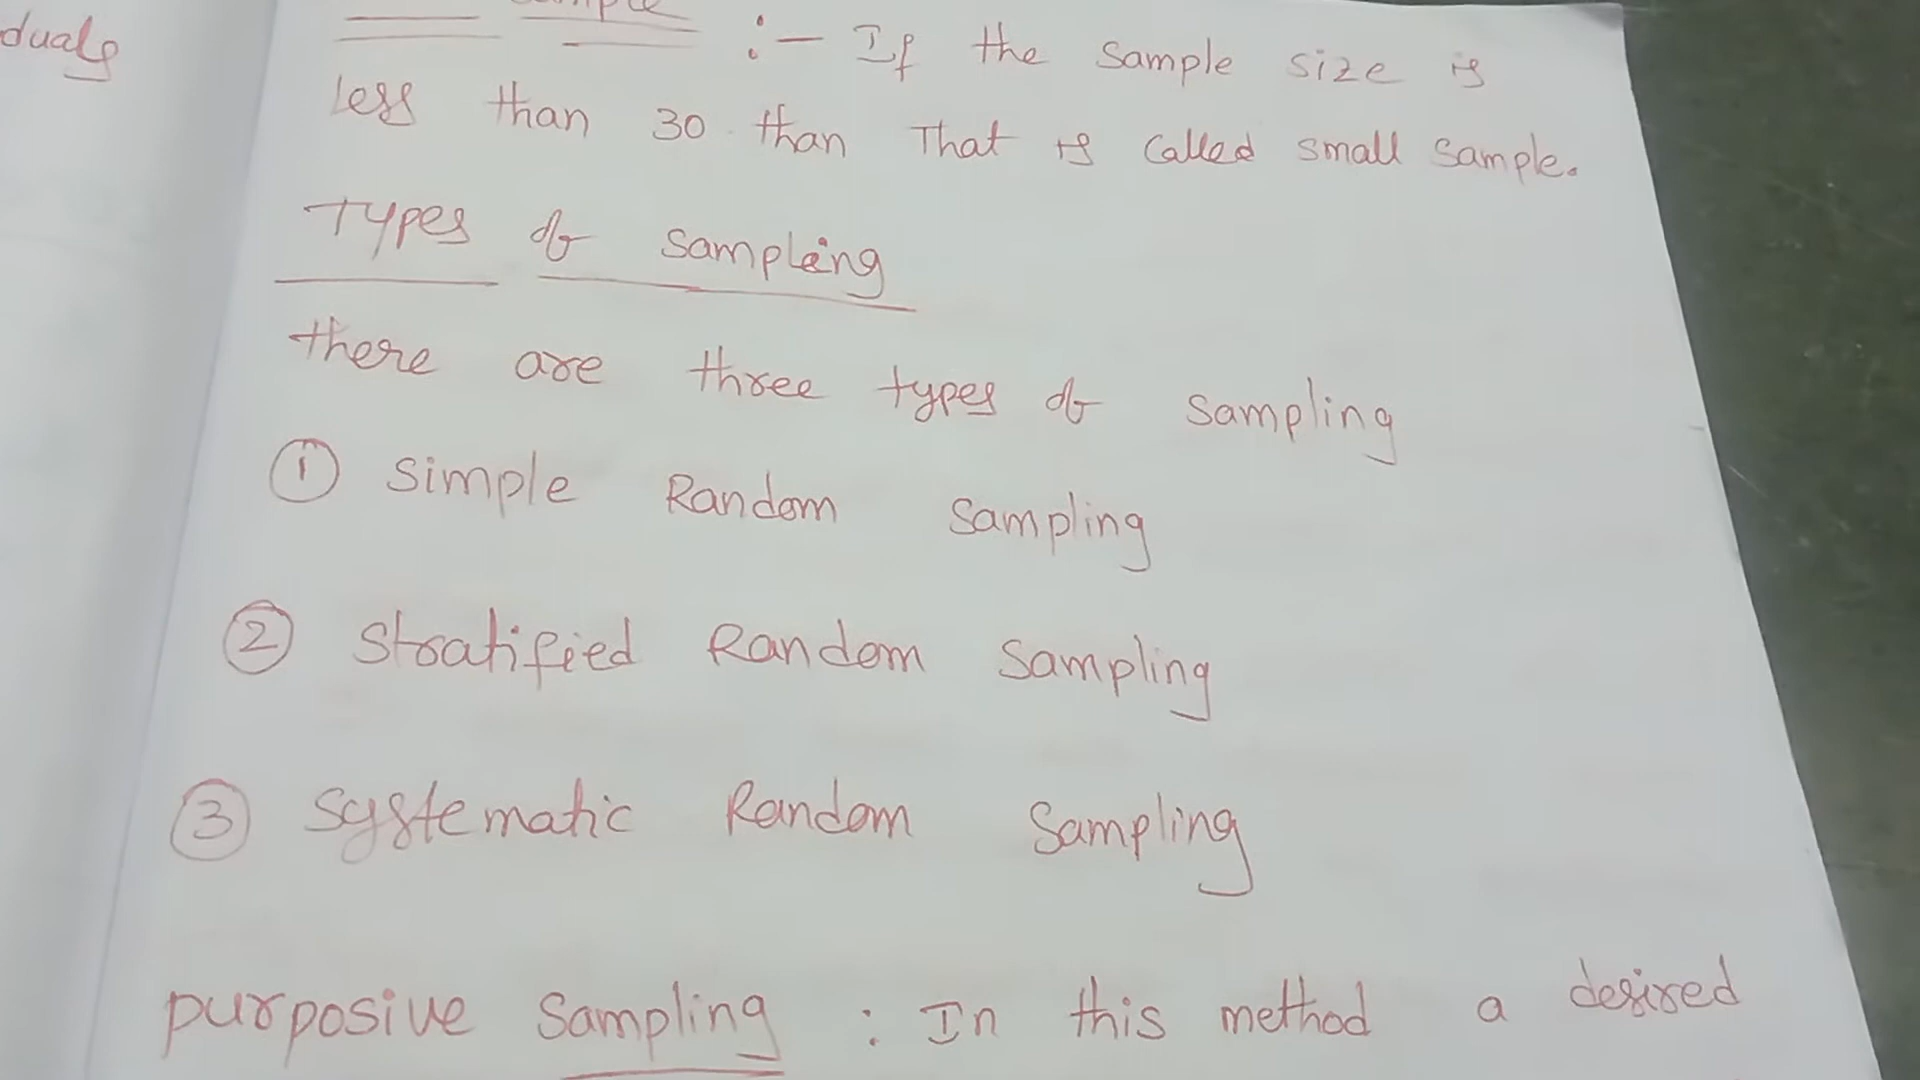 duals
sample :- If the sample size is
less than 30 than That is called small sample.
Types of sampling
there are three types of sampling
① simple Random sampling
② Stratified Random Sampling
③ Systematic Random Sampling
purposive Sampling : In this method a desired